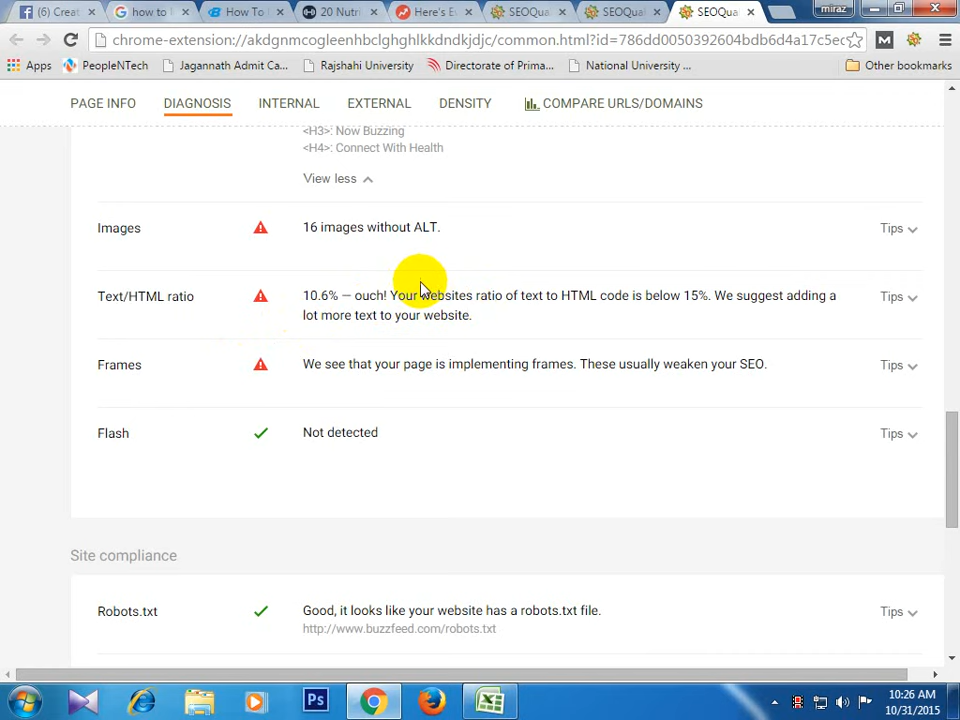 (6) Creat
how to l
How To
20 Nutri
Here's E
SEOQua
SEOQua
SEOQua
miraz
chrome-extension://akdgnmcogleenhbclghghlkkdndkjdjc/common.html?id=786dd0050392604bdb6d4a17c5ec
Apps
PeopleNTech
Jagannath Admit Ca...
Rajshahi University
Directorate of Prima...
National University ...
Other bookmarks
PAGE INFO
DIAGNOSIS
INTERNAL
EXTERNAL
DENSITY
COMPARE URLS/DOMAINS
<H3>: Now Buzzing
<H4>: Connect With Health
View less
Images
16 images without ALT.
Tips
Text/HTML ratio
10.6% — ouch! Your websites ratio of text to HTML code is below 15%. We suggest adding a
lot more text to your website.
Tips
Frames
We see that your page is implementing frames. These usually weaken your SEO.
Tips
Flash
Not detected
Tips
Site compliance
Robots.txt
Good, it looks like your website has a robots.txt file.
http://www.buzzfeed.com/robots.txt
Tips
Ps
10:26 AM
10/31/2015